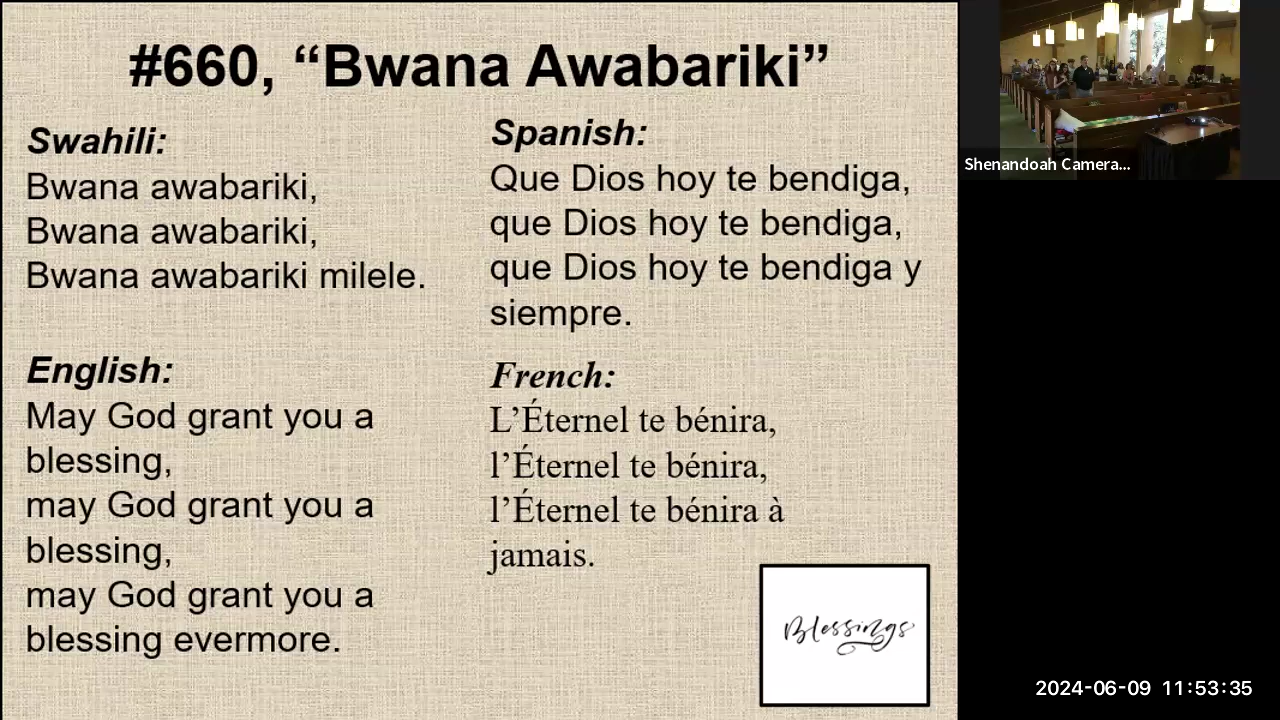 #660, “Bwana Awabariki”
Swahili:
Bwana awabariki,
Bwana awabariki,
Bwana awabariki milele.
English:
May God grant you a
blessing,
may God grant you a
blessing,
may God grant you a
blessing evermore.
Spanish:
Que Dios hoy te bendiga,
que Dios hoy te bendiga,
que Dios hoy te bendiga y
siempre.
French:
L’Éternel te bénira,
l’Éternel te bénira,
l’Éternel te bénira à
jamais.
Blessings
Shenandoah Camera...
2024-06-09 11:53:35